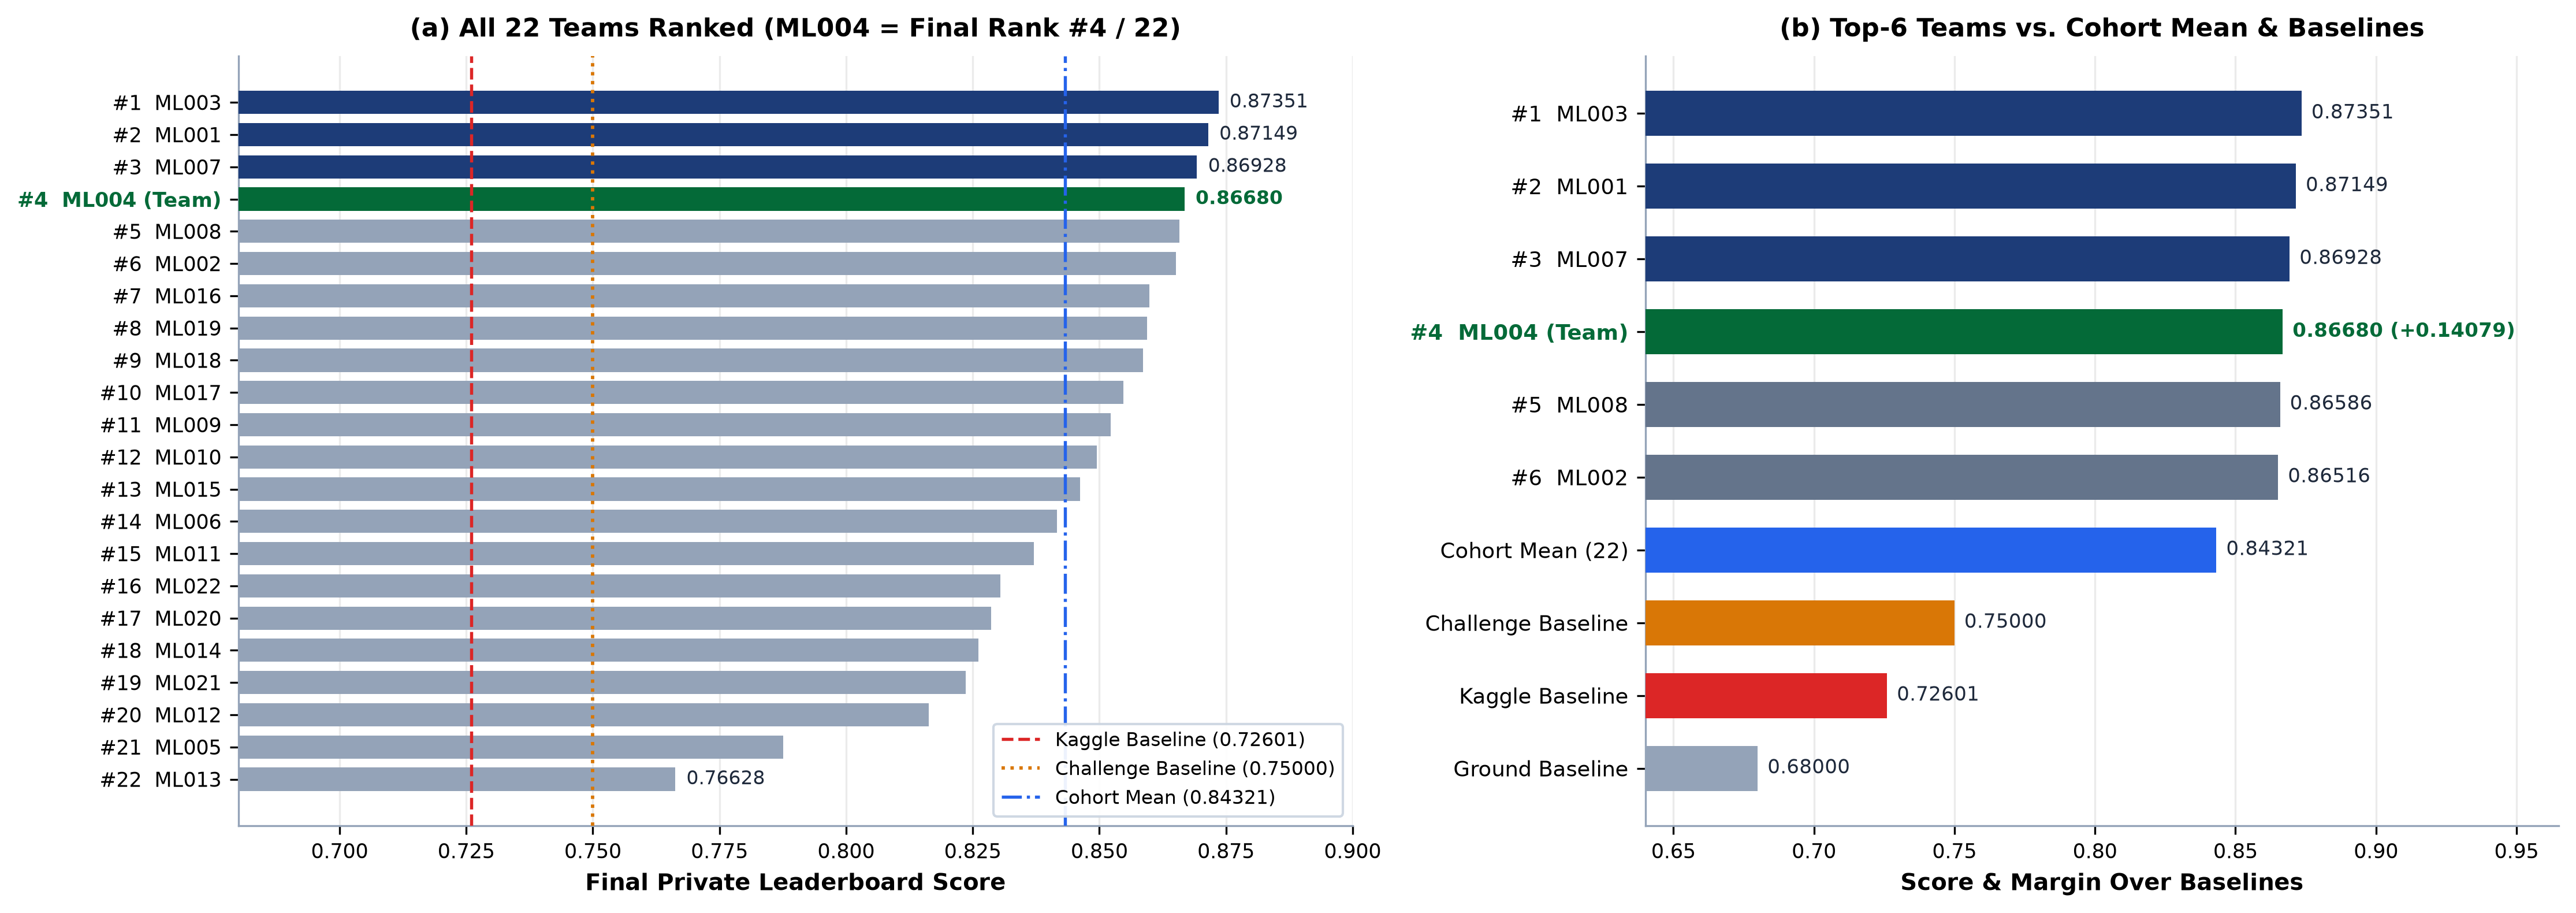 (a) All 22 Teams Ranked (ML004 = Final Rank #4 / 22)
#1 ML003 0.87351
#2 ML001 0.87149
#3 ML007 0.86928
#4 ML004 (Team) 0.86680
#5 ML008
#6 ML002
#7 ML016
#8 ML019
#9 ML018
#10 ML017
#11 ML009
#12 ML010
#13 ML015
#14 ML006
#15 ML011
#16 ML022
#17 ML020
#18 ML014
#19 ML021
#20 ML012
#21 ML005
#22 ML013 0.76628
Kaggle Baseline (0.72601)
Challenge Baseline (0.75000)
Cohort Mean (0.84321)
0.700 0.725 0.750 0.775 0.800 0.825 0.850 0.875 0.900
Final Private Leaderboard Score
(b) Top-6 Teams vs. Cohort Mean & Baselines
#1 ML003 0.87351
#2 ML001 0.87149
#3 ML007 0.86928
#4 ML004 (Team) 0.86680 (+0.14079)
#5 ML008 0.86586
#6 ML002 0.86516
Cohort Mean (22) 0.84321
Challenge Baseline 0.75000
Kaggle Baseline 0.72601
Ground Baseline 0.68000
0.65 0.70 0.75 0.80 0.85 0.90 0.95
Score & Margin Over Baselines